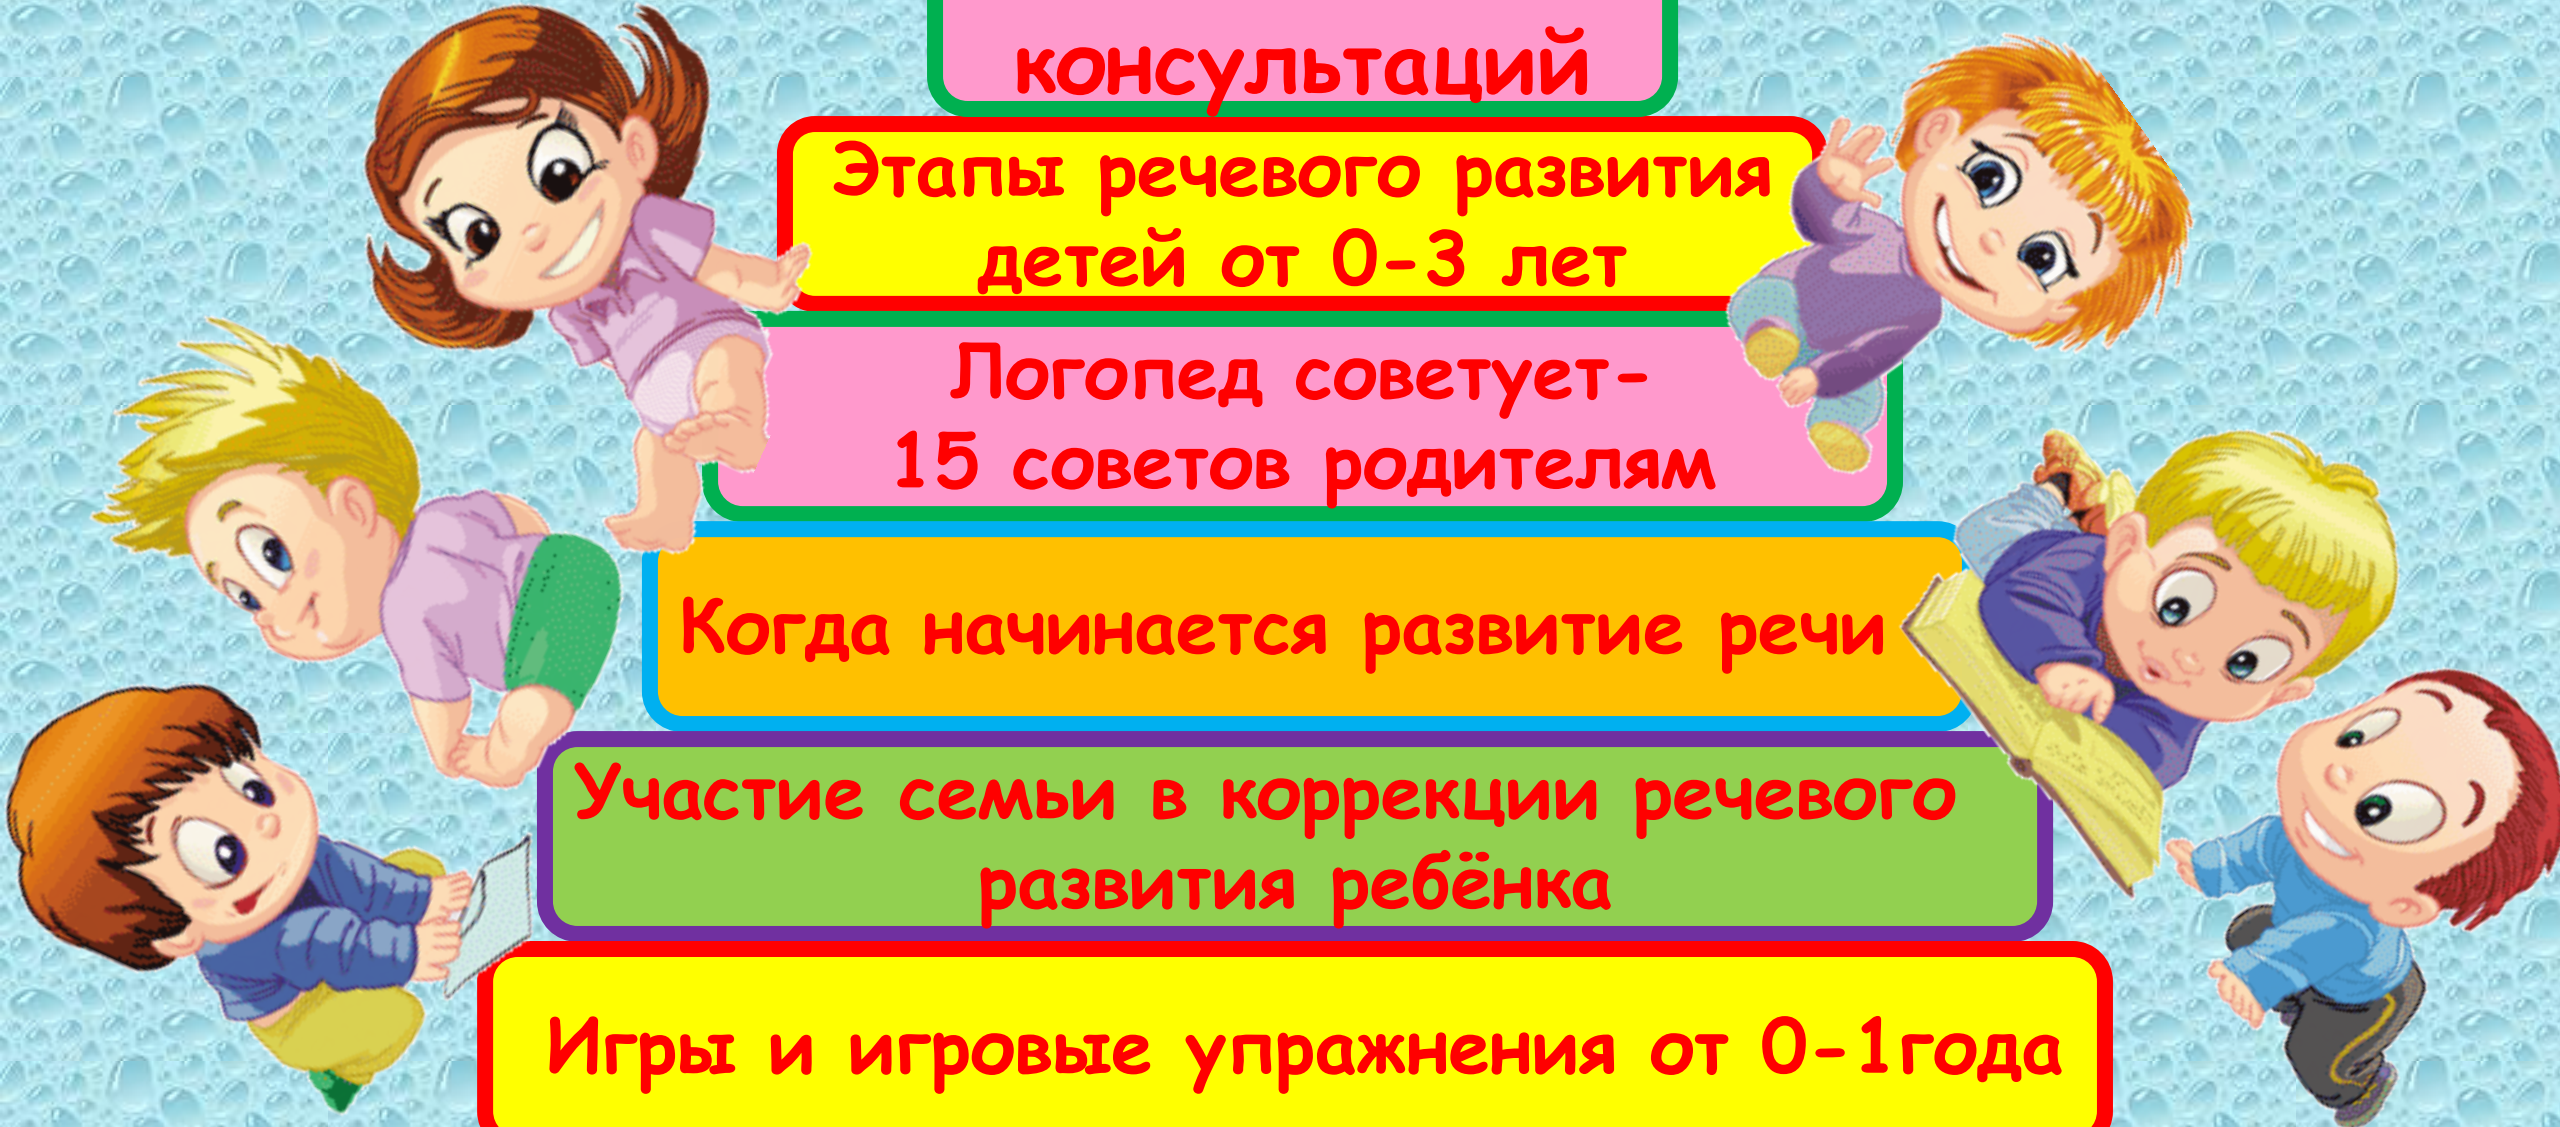 консультаций
Этапы речевого развития
детей от 0-3 лет
Логопед советует-
15 советов родителям
Когда начинается развитие речи
Участие семьи в коррекции речевого
развития ребёнка
Игры и игровые упражнения от 0-1года